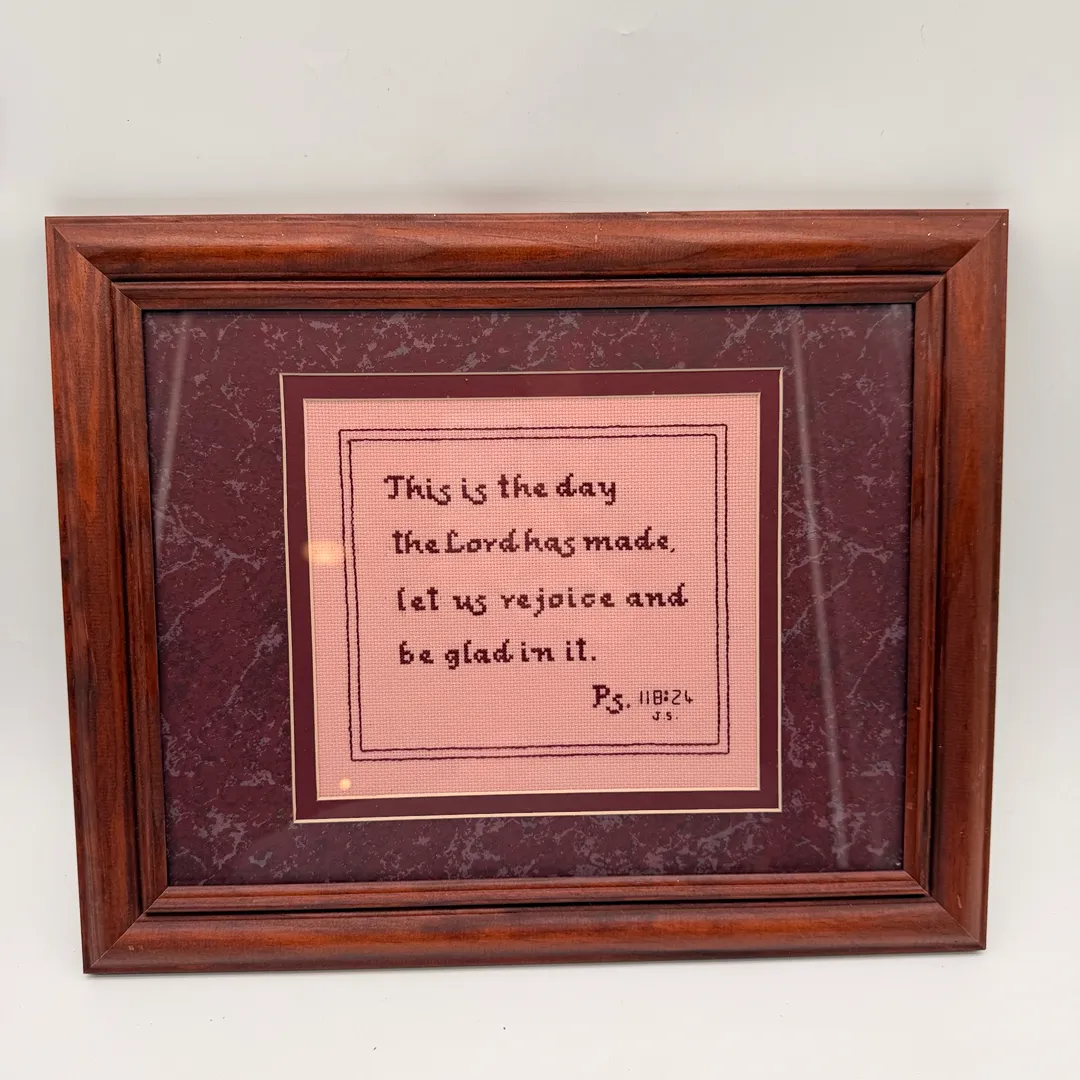 This is the day
the Lord has made,
let us rejoice and
be glad in it.
Ps. 118:24
J.S.